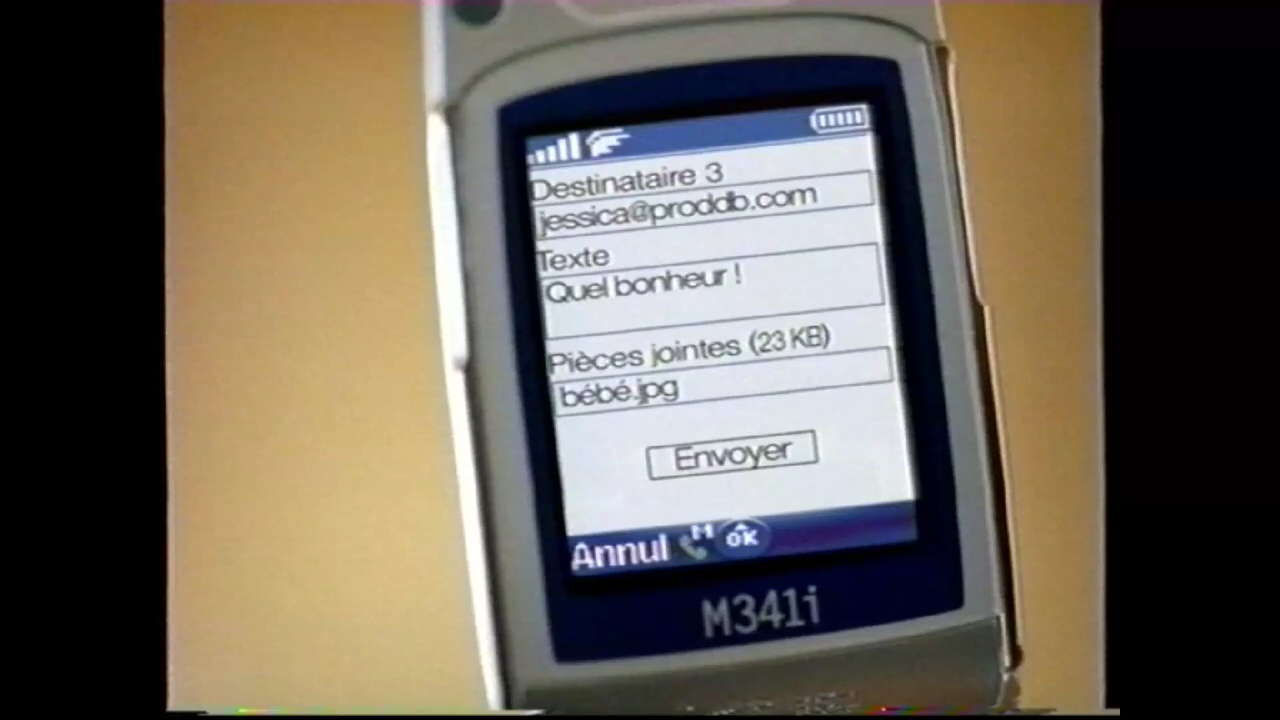 Destinataire 3
jessica@proddb.com
Texte
Quel bonheur !
Pièces jointes (23 KB)
bébé.jpg
Envoyer
Annul M OK
M341i